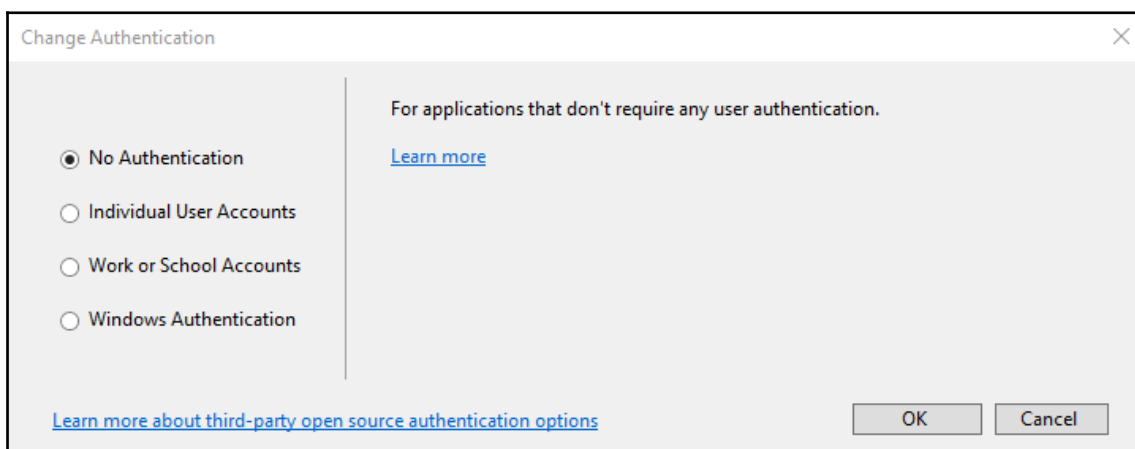 Change Authentication
For applications that don't require any user authentication.
Learn more
No Authentication
Individual User Accounts
Work or School Accounts
Windows Authentication
Learn more about third-party open source authentication options
OK
Cancel